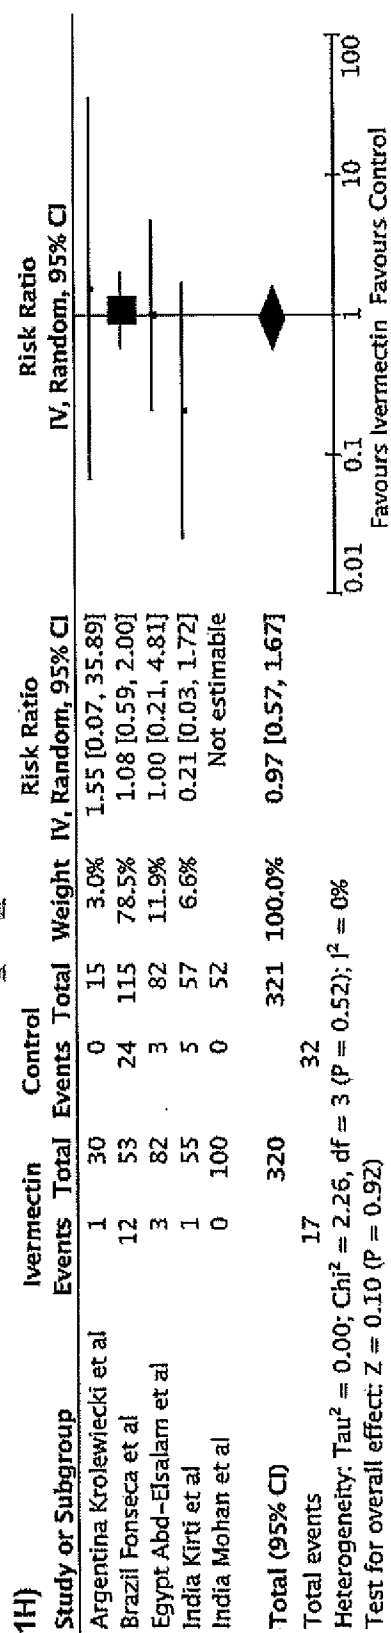 1H)
Ivermectin Control Risk Ratio Risk Ratio
Study or Subgroup Events Total Events Total Weight IV, Random, 95% CI IV, Random, 95% CI
Argentina Krolewiecki et al 1 30 0 15 3.0% 1.55 [0.07, 35.89]
Brazil Fonseca et al 12 53 24 115 78.5% 1.08 [0.59, 2.00]
Egypt Abd-Elsalam et al 3 82 3 82 11.9% 1.00 [0.21, 4.81]
India Kirti et al 1 55 5 57 6.6% 0.21 [0.03, 1.72]
India Mohan et al 0 100 0 52 Not estimable
Total (95% CI) 320 321 100.0% 0.97 [0.57, 1.67]
Total events 17 32
Heterogeneity: Tau² = 0.00; Chi² = 2.26, df = 3 (P = 0.52); I² = 0%
Test for overall effect: Z = 0.10 (P = 0.92)
0.01 0.1 1 10 100
Favours Ivermectin Favours Control